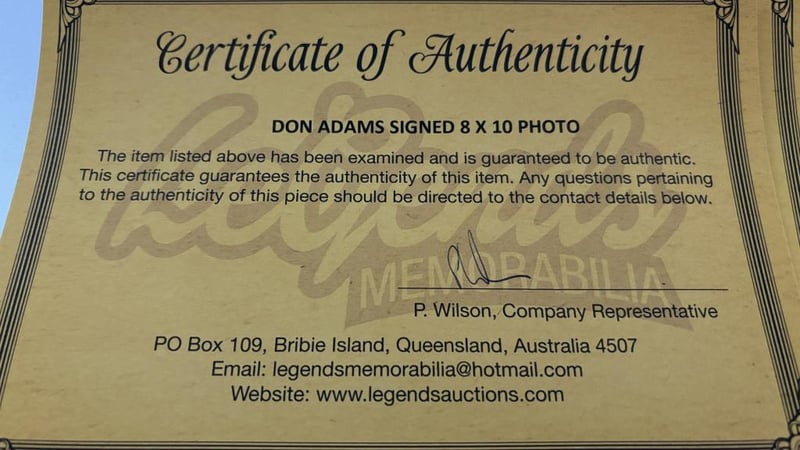 Certificate of Authenticity
DON ADAMS SIGNED 8 X 10 PHOTO
The item listed above has been examined and is guaranteed to be authentic.
This certificate guarantees the authenticity of this item. Any questions pertaining
to the authenticity of this piece should be directed to the contact details below.
Legends
MEMORABILIA
P. Wilson, Company Representative
PO Box 109, Bribie Island, Queensland, Australia 4507
Email: legendsmemorabilia@hotmail.com
Website: www.legendsauctions.com